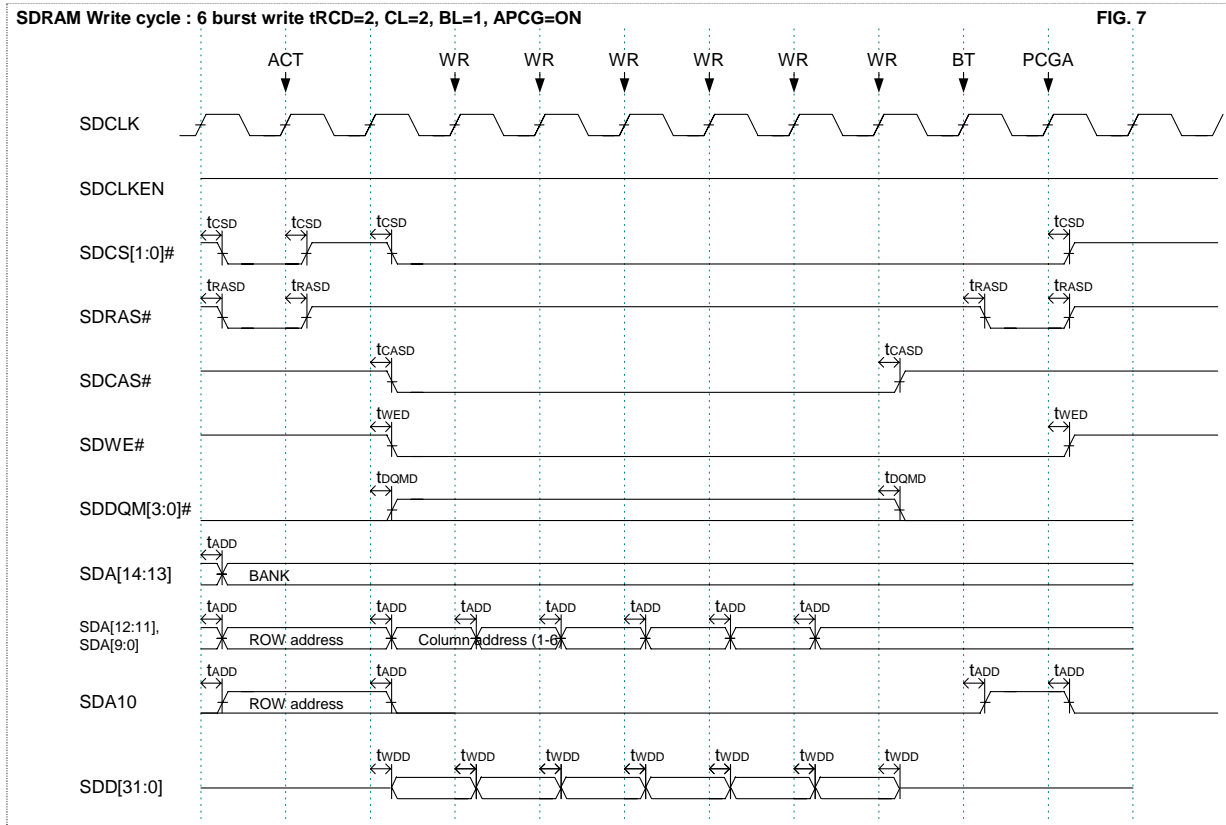 SDRAM Write cycle : 6 burst write tRCD=2, CL=2, BL=1, APCG=ON FIG. 7
ACT WR WR WR WR WR WR BT PCGA
SDCLK
SDCLKEN
tCSD tCSD tCSD tCSD
SDCS[1:0]#
tRASD tRASD tRASD tRASD
SDRAS#
tCASD tCASD
SDCAS#
tWED tWED
SDWE#
tDQMD tDQMD
SDDQM[3:0]#
tADD
SDA[14:13] BANK
tADD tADD tADD tADD tADD tADD tADD
SDA[12:11],
SDA[9:0] ROW address Column address (1-6)
tADD tADD tADD tADD
SDA10 ROW address
tWDD tWDD tWDD tWDD tWDD tWDD tWDD
SDD[31:0]